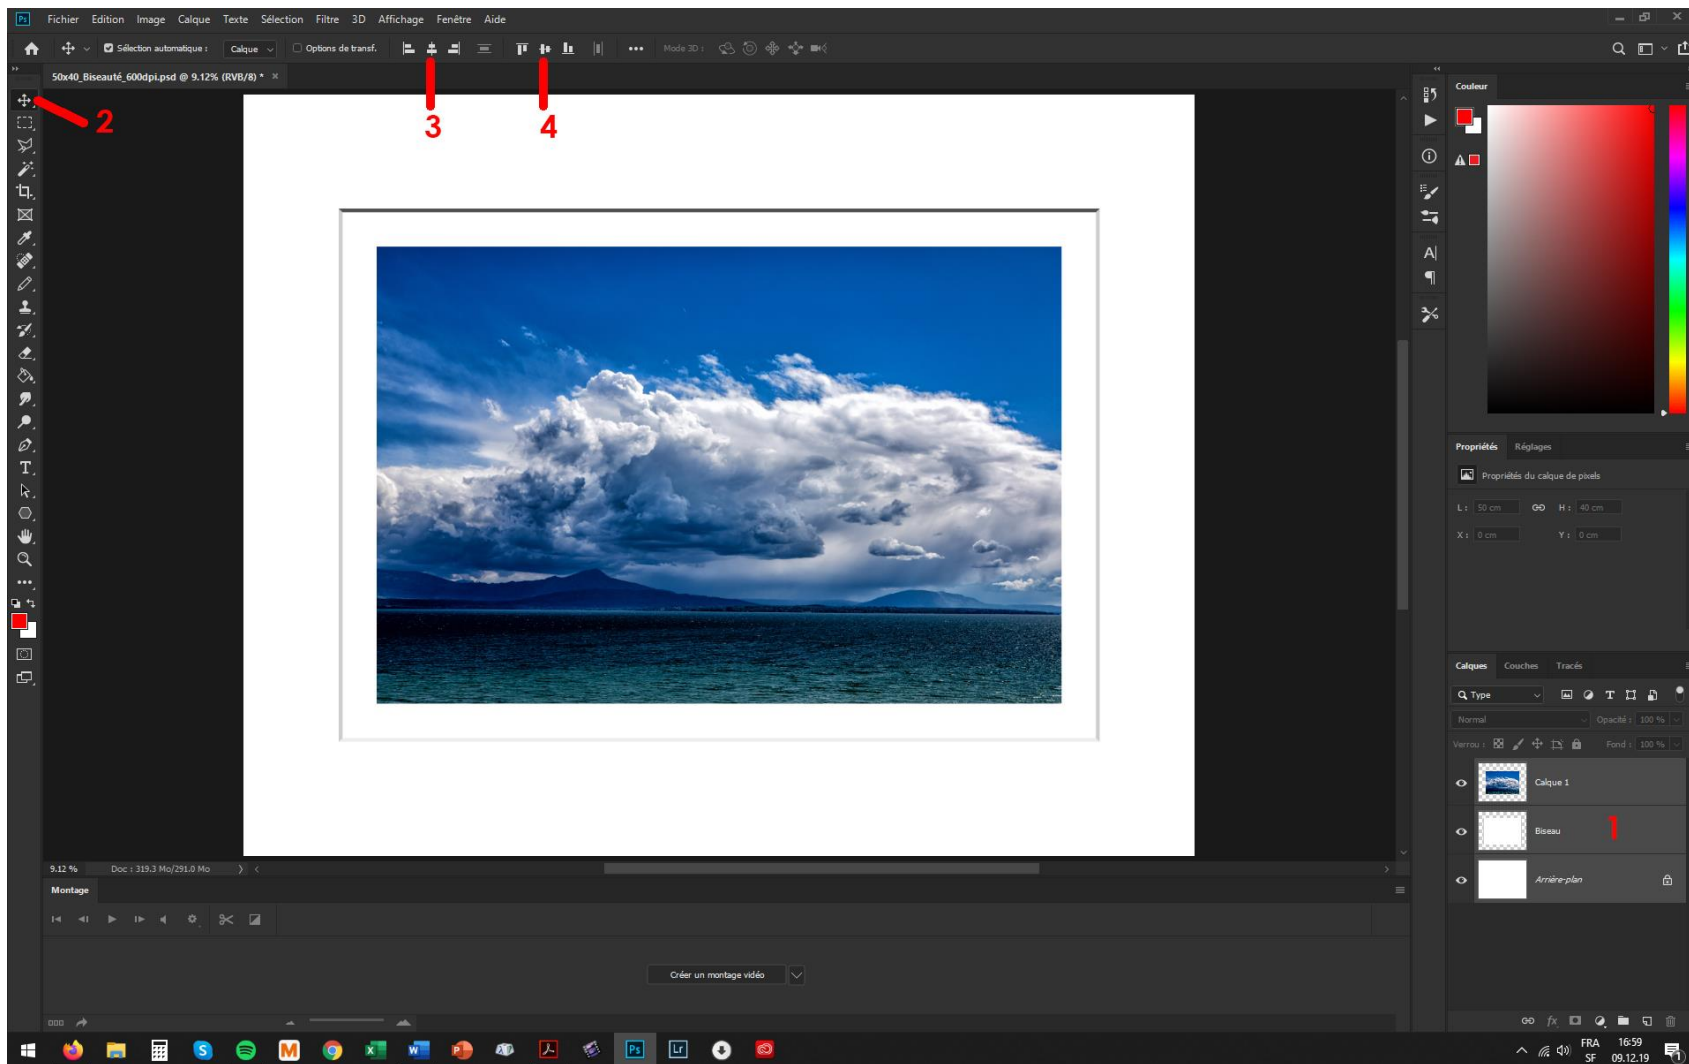 Ps Fichier Edition Image Calque Texte Sélection Filtre 3D Affichage Fenêtre Aide
Sélection automatique : Calque Options de transf. Mode 3D :
50x40_Biseauté_600dpi.psd @ 9.12% (RVB/8) * ×
2
3
4
Couleur
Propriétés Réglages
Propriétés du calque de pixels
L : 50 cm H : 40 cm
X : 0 cm Y : 0 cm
Calques Couches Tracés
Type
Normal Opacité : 100 %
Verrou : Fond : 100 %
Calque 1
Biseau 1
Arrière-plan
9.12 % Doc : 319.3 Mo/291.0 Mo
Montage
Créer un montage vidéo
fx
FRA 16:59
SF 09.12.19